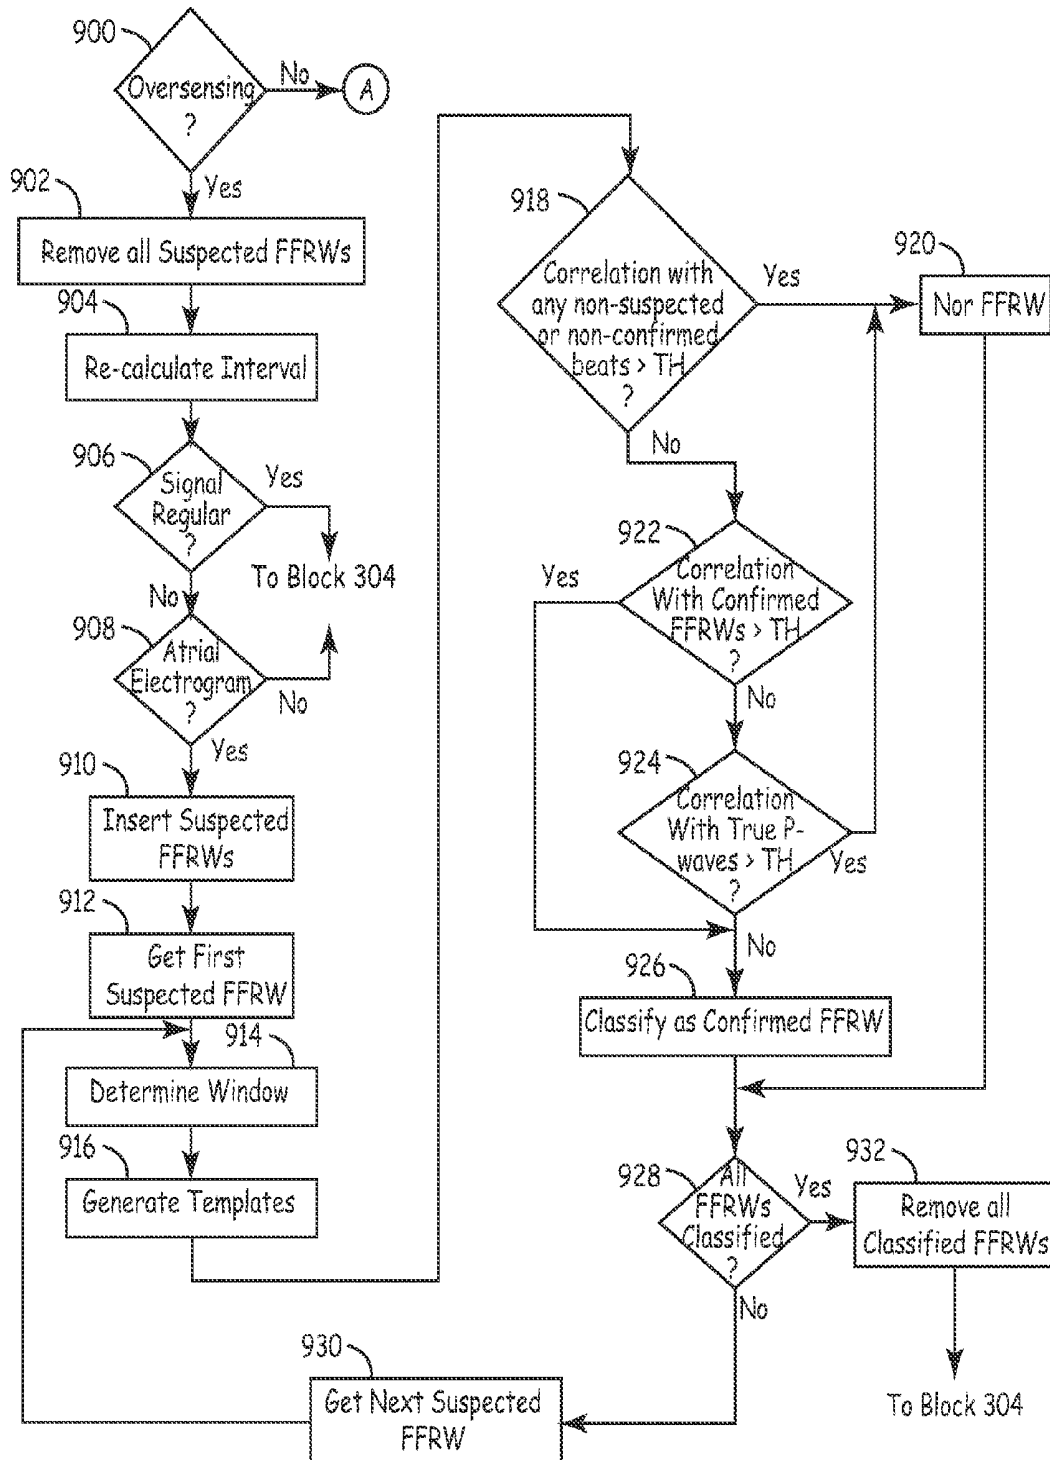 900
Oversensing
?
No
A
Yes
902
Remove all Suspected FFRWs
904
Re-calculate Interval
906
Signal
Regular
?
Yes
To Block 304
No
908
Atrial
Electrogram
?
No
Yes
910
Insert Suspected
FFRWs
912
Get First
Suspected FFRW
914
Determine Window
916
Generate Templates
918
Correlation with
any non-suspected
or non-confirmed
beats > TH
?
Yes
920
Nor FFRW
No
922
Correlation
With Confirmed
FFRWs > TH
?
Yes
No
924
Correlation
With True P-
waves > TH
?
Yes
No
926
Classify as Confirmed FFRW
928
All
FFRWs
Classified
?
Yes
932
Remove all
Classified FFRWs
No
930
Get Next Suspected
FFRW
To Block 304